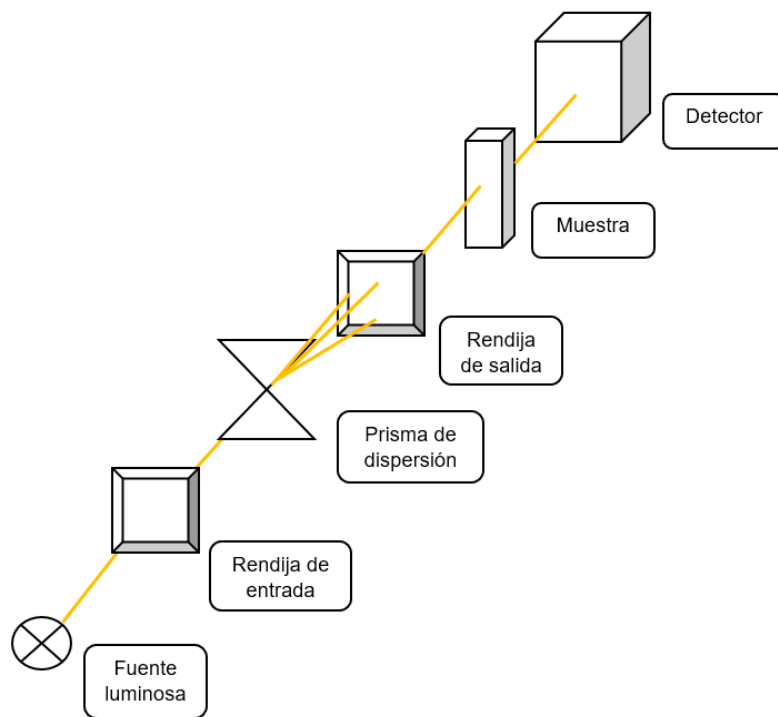 Detector
Muestra
Rendija
de salida
Prisma de
dispersión
Rendija de
entrada
Fuente
luminosa